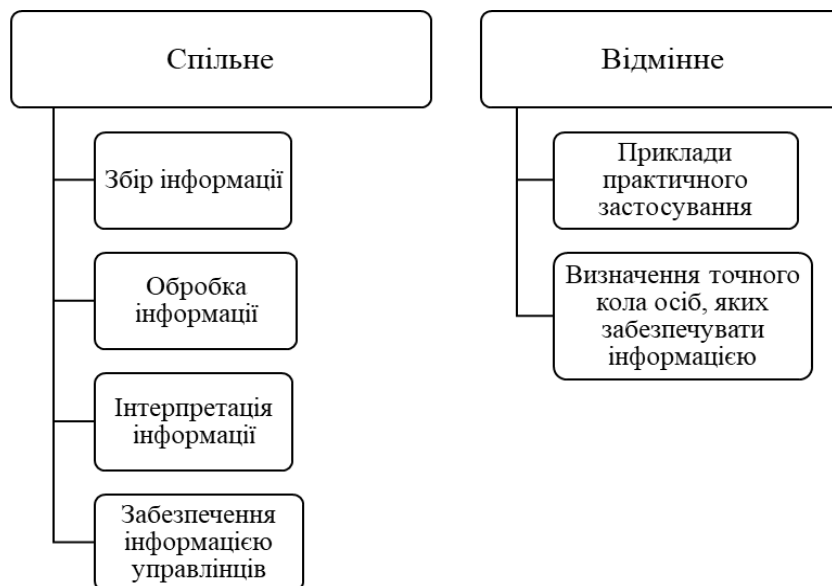 Спільне
Збір інформації
Обробка
інформації
Інтерпретація
інформації
Забезпечення
інформацією
управлінців
Відмінне
Приклади
практичного
застосування
Визначення точного
кола осіб, яких
забезпечувати
інформацією